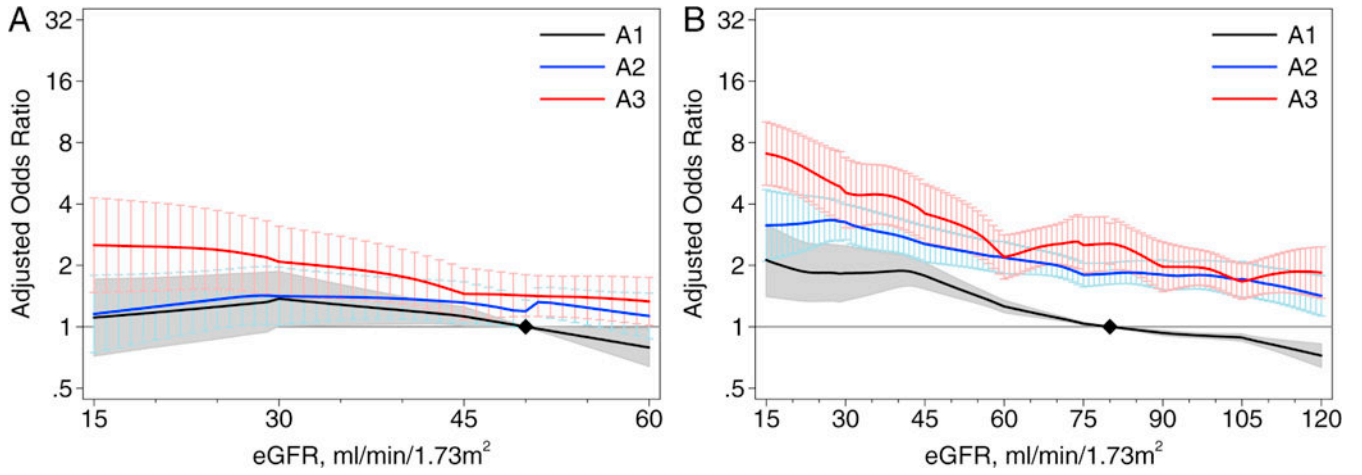 A
32
16
8
4
2
1
.5
Adjusted Odds Ratio
A1
A2
A3
15 30 45 60
eGFR, ml/min/1.73m²
B
32
16
8
4
2
1
.5
Adjusted Odds Ratio
A1
A2
A3
15 30 45 60 75 90 105 120
eGFR, ml/min/1.73m²